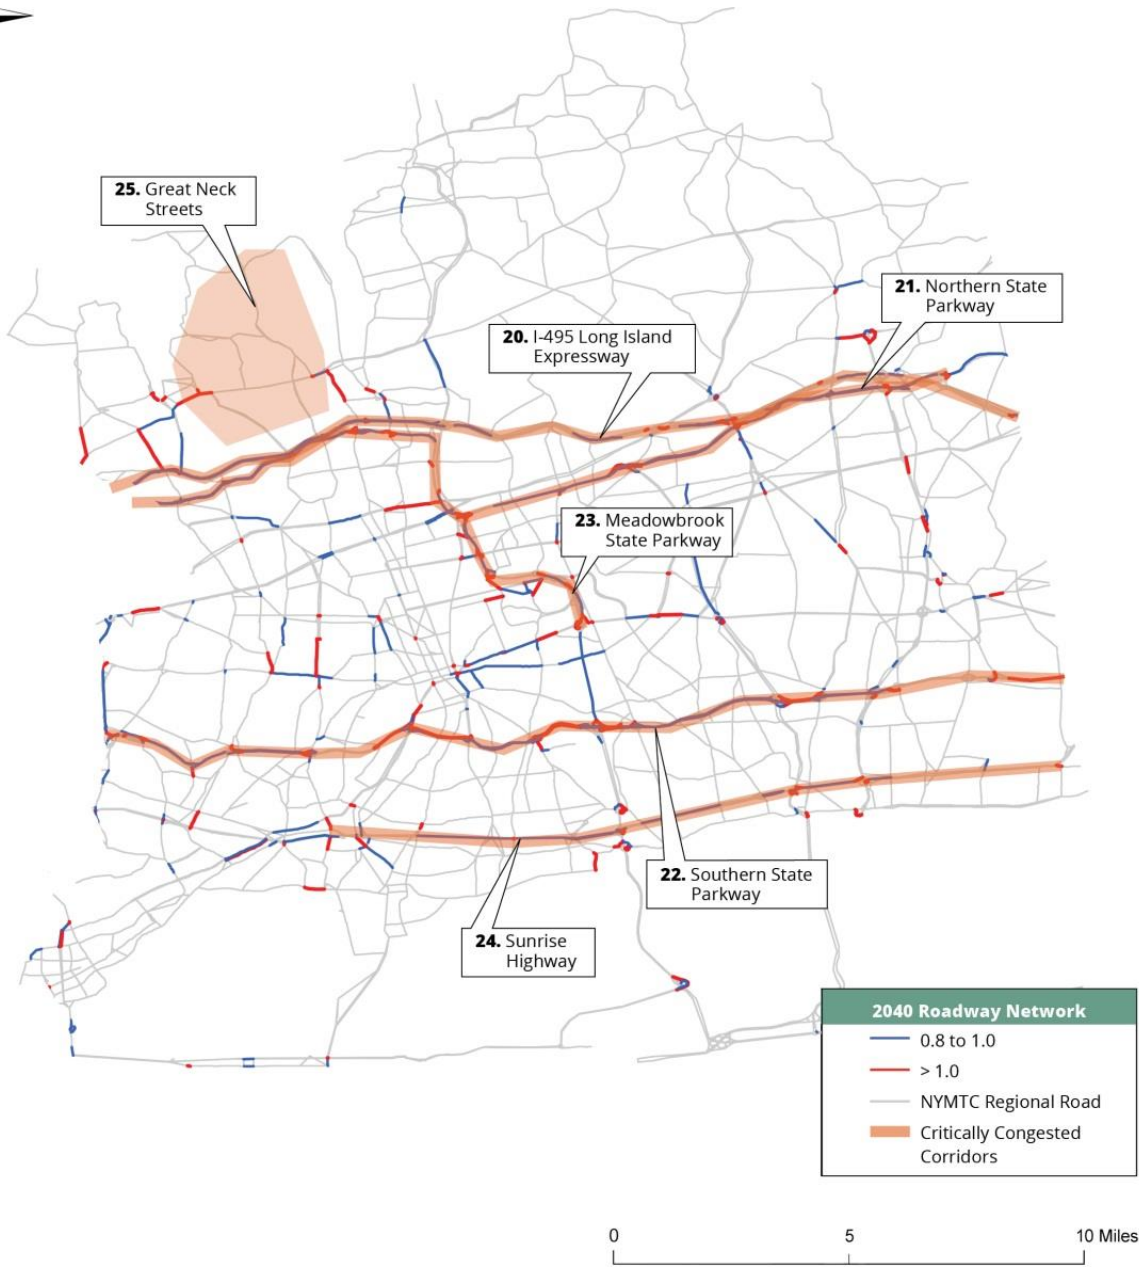 25. Great Neck
Streets
21. Northern State
Parkway
20. I-495 Long Island
Expressway
23. Meadowbrook
State Parkway
22. Southern State
Parkway
24. Sunrise
Highway
2040 Roadway Network
0.8 to 1.0
> 1.0
NYMTC Regional Road
Critically Congested
Corridors
0 5 10 Miles